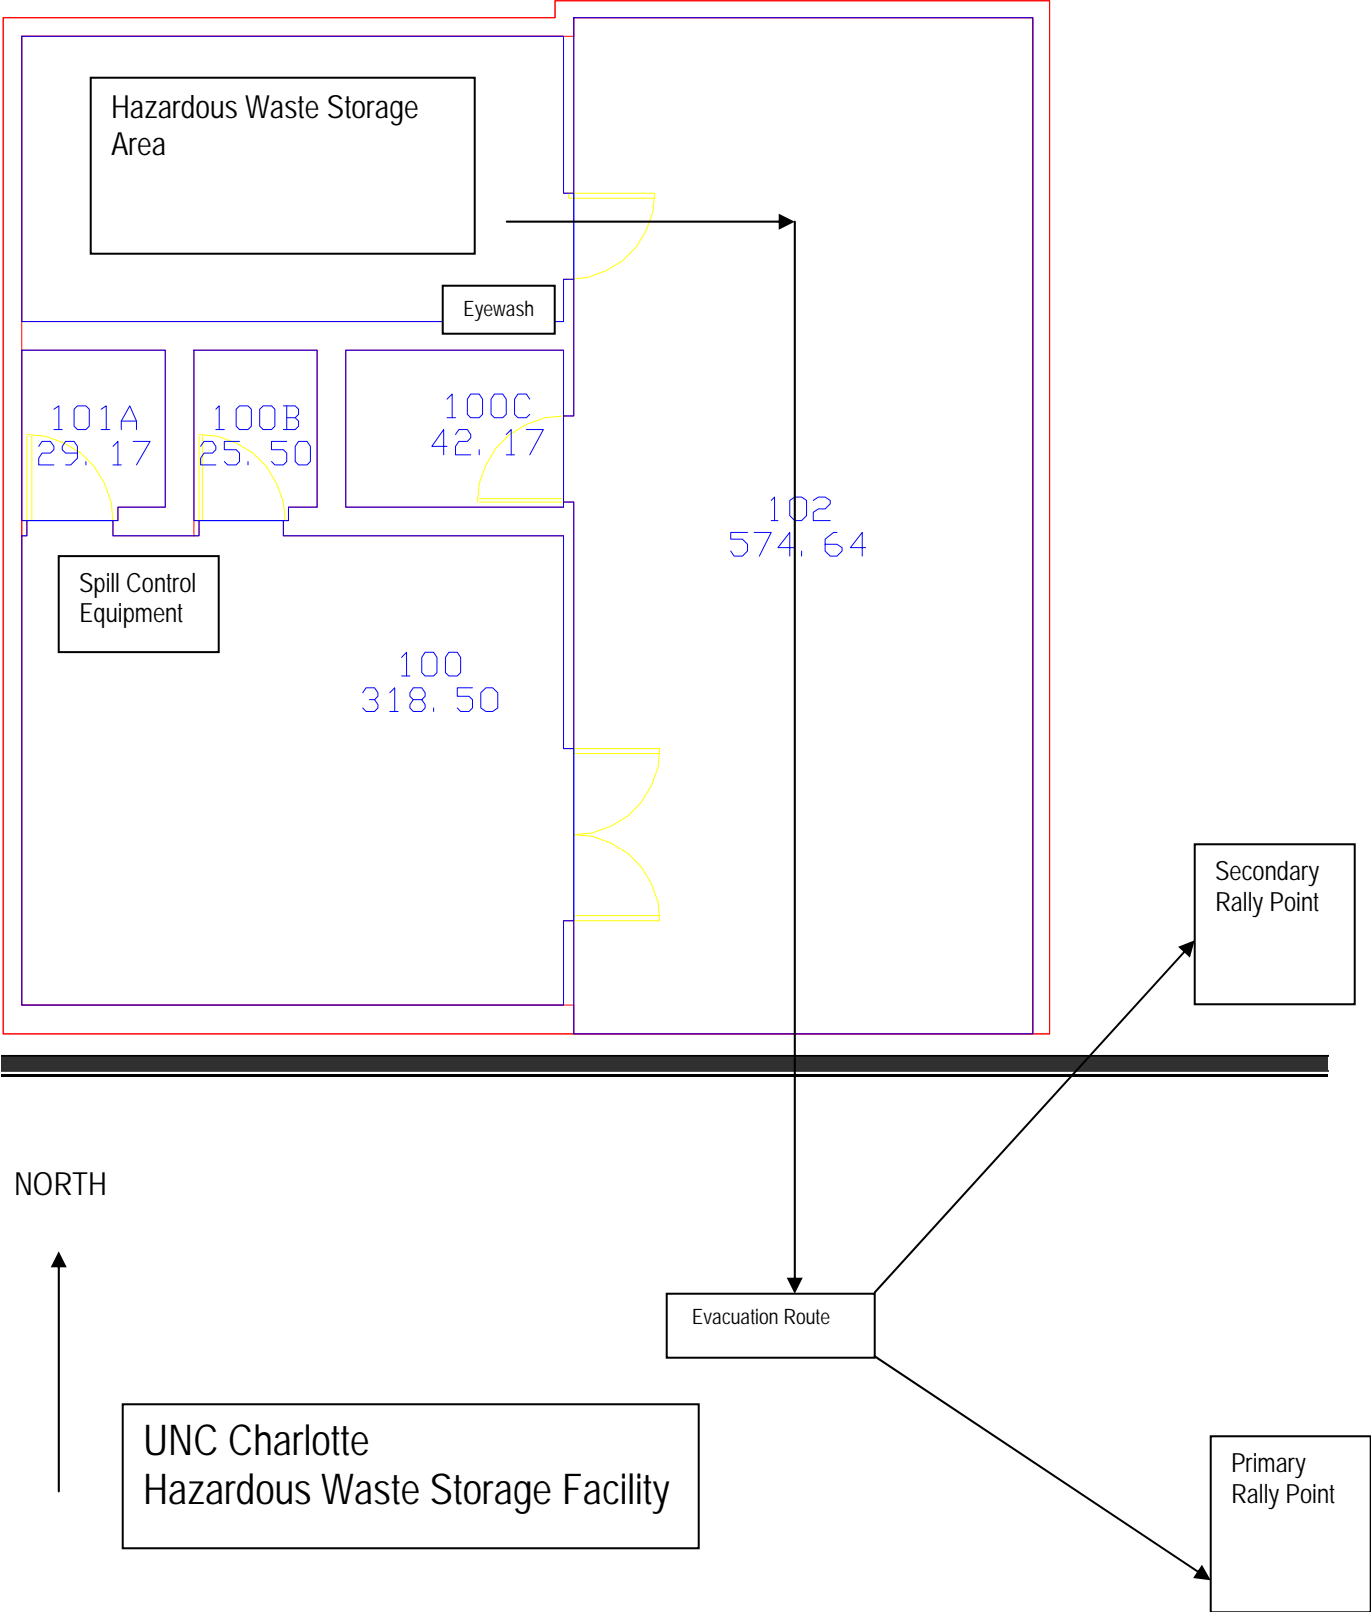 Hazardous Waste Storage
Area
Eyewash
101A
29.17
100B
25.50
100C
42.17
102
574.64
Spill Control
Equipment
100
318.50
Secondary
Rally Point
NORTH
Evacuation Route
UNC Charlotte
Hazardous Waste Storage Facility
Primary
Rally Point